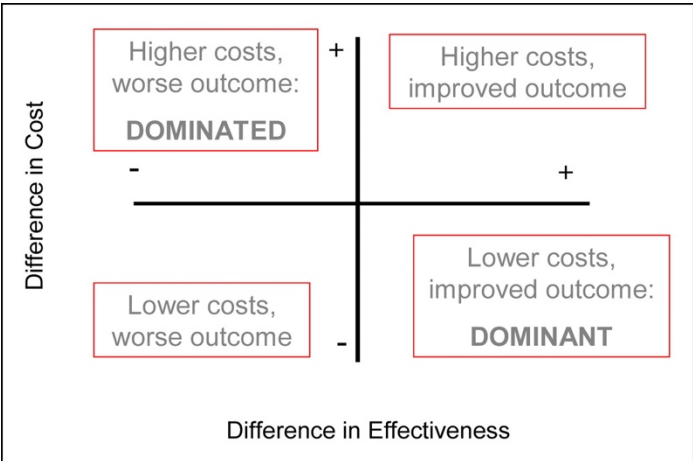 Higher costs,
worse outcome:
DOMINATED
+
Higher costs,
improved outcome
-
+
Difference in Cost
Lower costs,
worse outcome
-
Lower costs,
improved outcome:
DOMINANT
Difference in Effectiveness